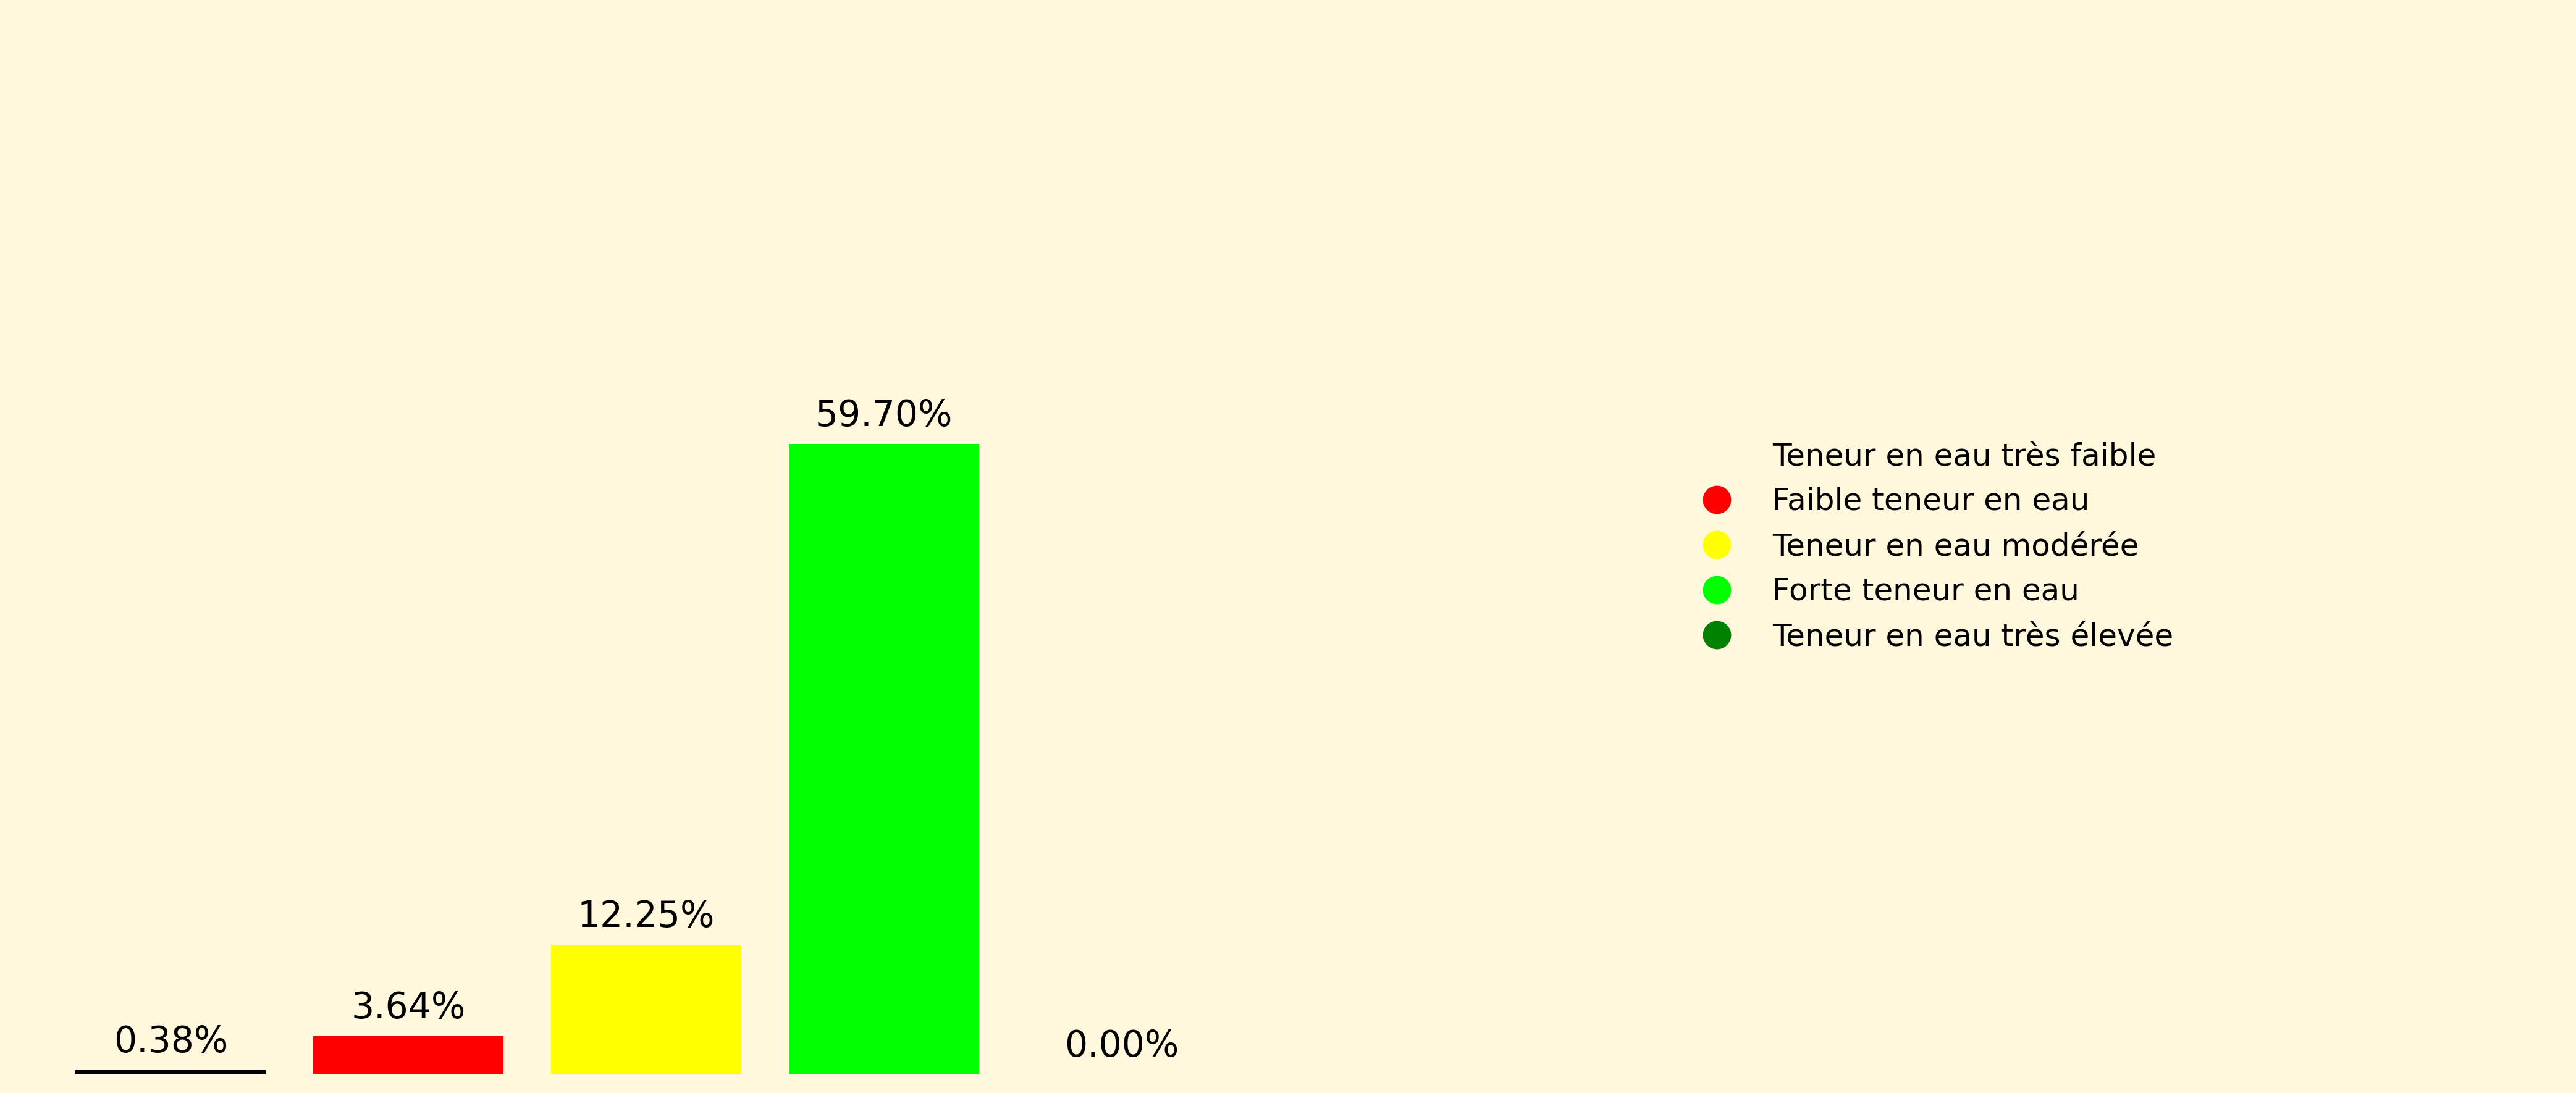 59.70%
12.25%
3.64%
0.38%
0.00%
Teneur en eau très faible
Faible teneur en eau
Teneur en eau modérée
Forte teneur en eau
Teneur en eau très élevée